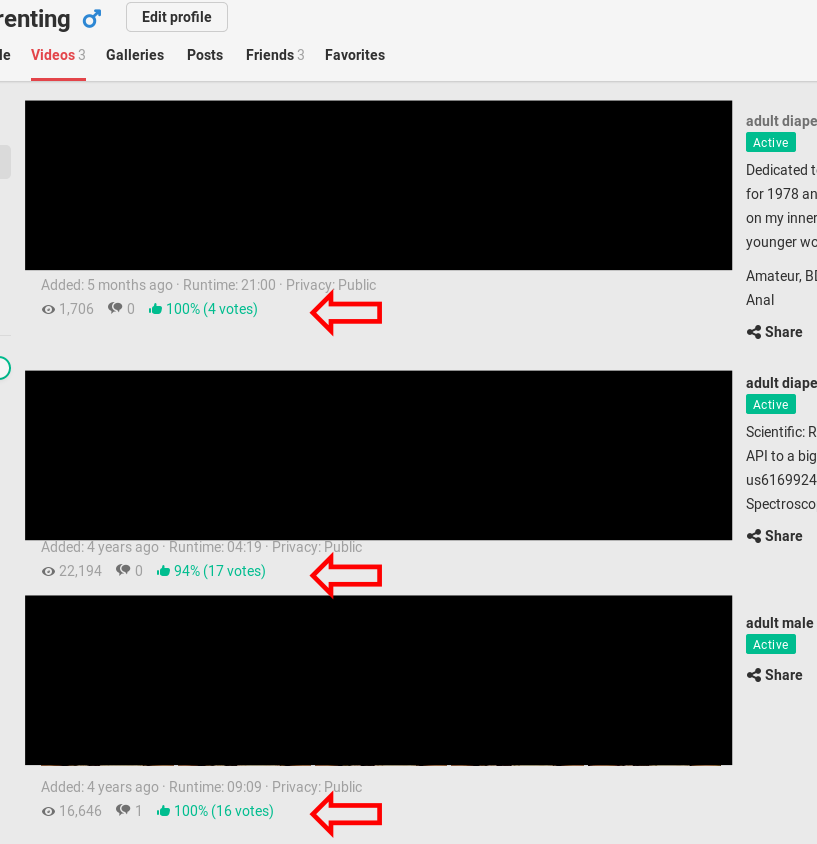 renting Edit profile
le Videos 3 Galleries Posts Friends 3 Favorites
adult diape
Active
Dedicated t
for 1978 an
on my inner
younger wo
Amateur, BD
Anal
Share
Added: 5 months ago · Runtime: 21:00 · Privacy: Public
1,706 0 100% (4 votes)
adult diape
Active
Scientific: R
API to a big
us6169924
Spectrosco
Share
Added: 4 years ago · Runtime: 04:19 · Privacy: Public
22,194 0 94% (17 votes)
adult male
Active
Share
Added: 4 years ago · Runtime: 09:09 · Privacy: Public
16,646 1 100% (16 votes)